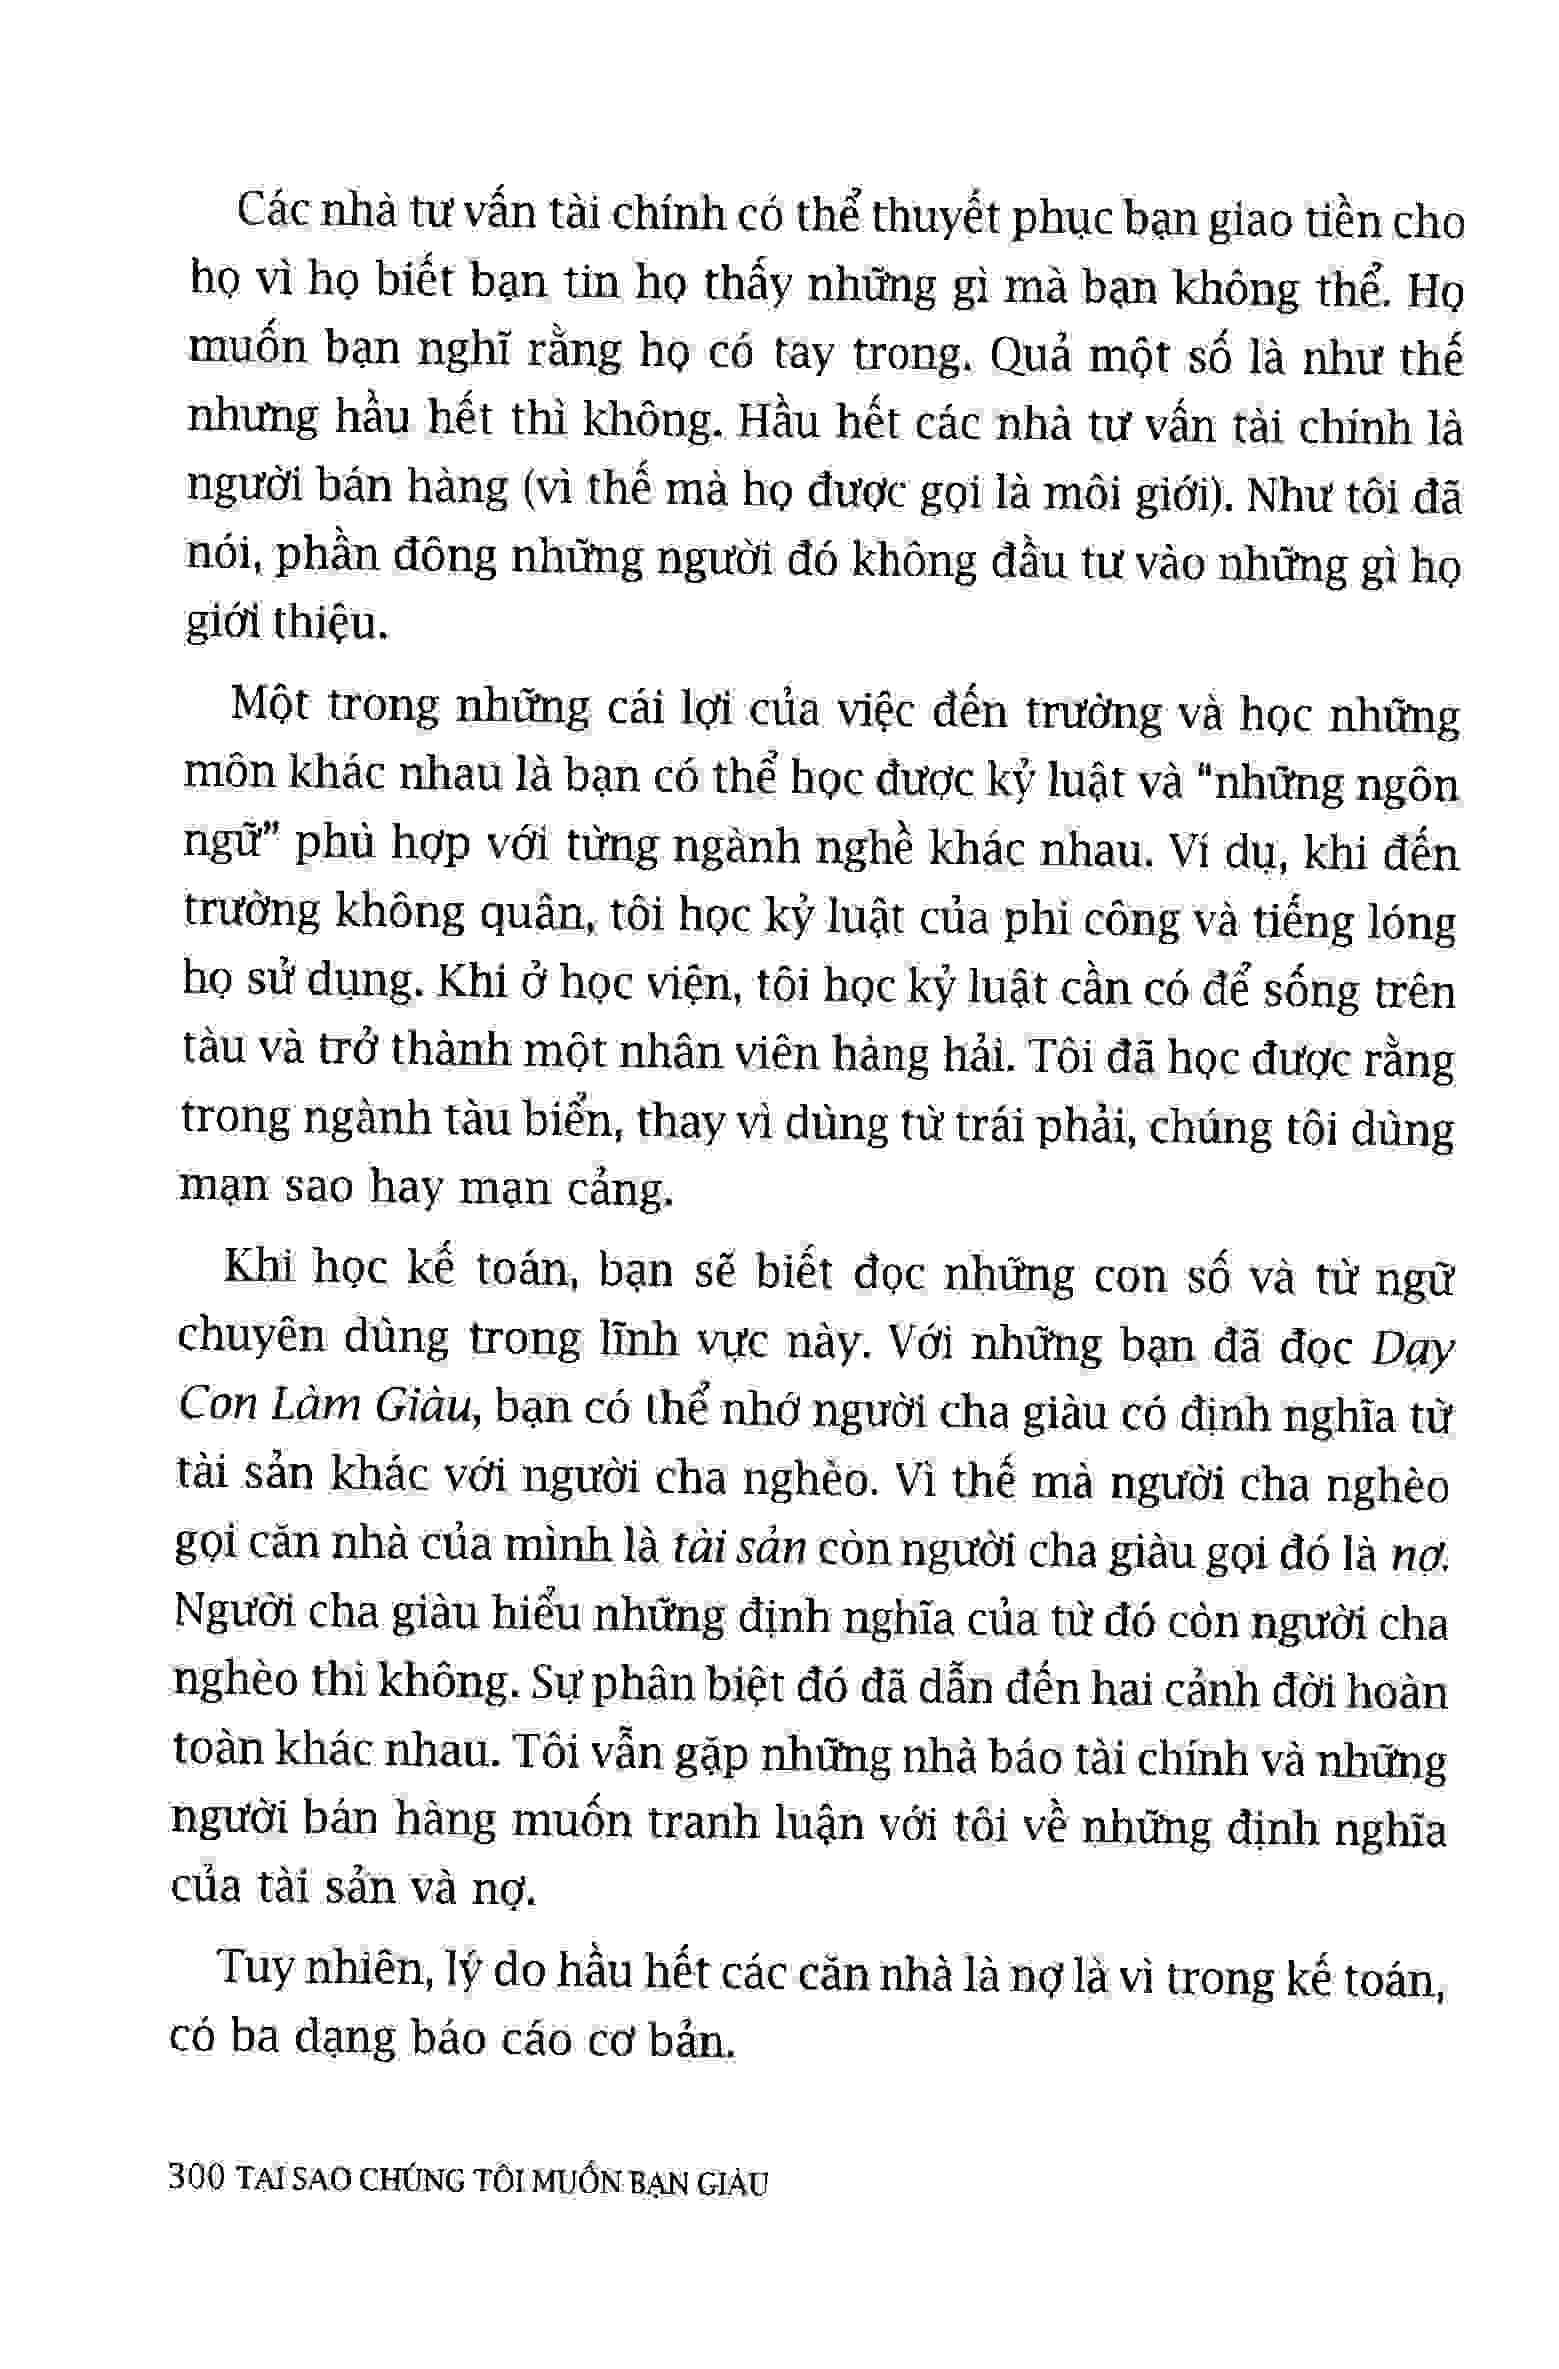 Các nhà tư vấn tài chính có thể thuyết phục bạn giao tiền cho
họ vì họ biết bạn tin họ thấy những gì mà bạn không thể. Họ
muốn bạn nghĩ rằng họ có tay trong. Quả một số là như thế
nhưng hầu hết thì không. Hầu hết các nhà tư vấn tài chính là
người bán hàng (vì thế mà họ được gọi là môi giới). Như tôi đã
nói, phần đông những người đó không đầu tư vào những gì họ
giới thiệu.
Một trong những cái lợi của việc đến trường và học những
môn khác nhau là bạn có thể học được kỷ luật và "những ngôn
ngữ” phù hợp với từng ngành nghề khác nhau. Ví dụ, khi đến
trường không quân, tôi học kỷ luật của phi công và tiếng lóng
họ sử dụng. Khi ở học viện, tôi học kỷ luật cần có để sống trên
tàu và trở thành một nhân viên hàng hải. Tôi đã học được rằng
trong ngành tàu biển, thay vì dùng từ trái phải, chúng tôi dùng
mạn sao hay mạn cảng.
Khi học kế toán, bạn sẽ biết đọc những con số và từ ngữ
chuyên dùng trong lĩnh vực này. Với những bạn đã đọc Dạy
Con Làm Giàu, bạn có thể nhớ người cha giàu có định nghĩa từ
tài sản khác với người cha nghèo. Vì thế mà người cha nghèo
gọi căn nhà của mình là tài sản còn người cha giàu gọi đó là nợ.
Người cha giàu hiểu những định nghĩa của từ đó còn người cha
nghèo thì không. Sự phân biệt đó đã dẫn đến hai cảnh đời hoàn
toàn khác nhau. Tôi vẫn gặp những nhà báo tài chính và những
người bán hàng muốn tranh luận với tôi về những định nghĩa
của tài sản và nợ.
Tuy nhiên, lý do hầu hết các căn nhà là nợ là vì trong kế toán,
có ba dạng báo cáo cơ bản.
300 TẠI SAO CHÚNG TÔI MUỐN BẠN GIÀU